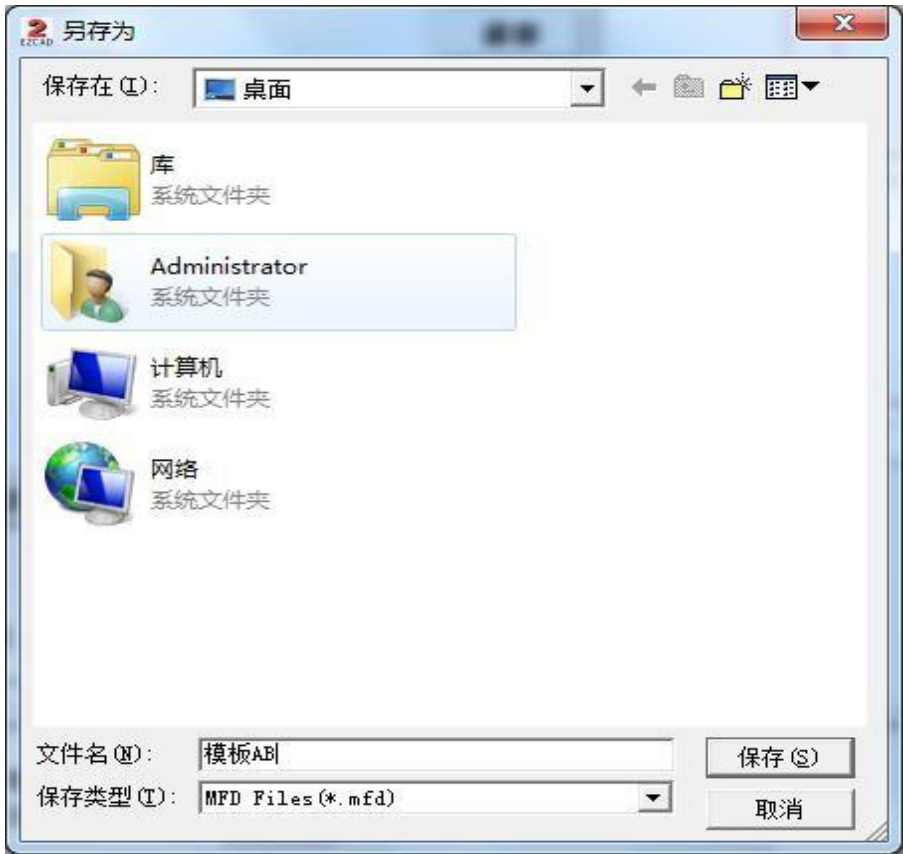 2
EZCAD
另存为
保存在(I):
桌面
库
系统文件夹
Administrator
系统文件夹
计算机
系统文件夹
网络
系统文件夹
文件名(N):
模板AB
保存(S)
保存类型(T):
MFD Files(*.mfd)
取消